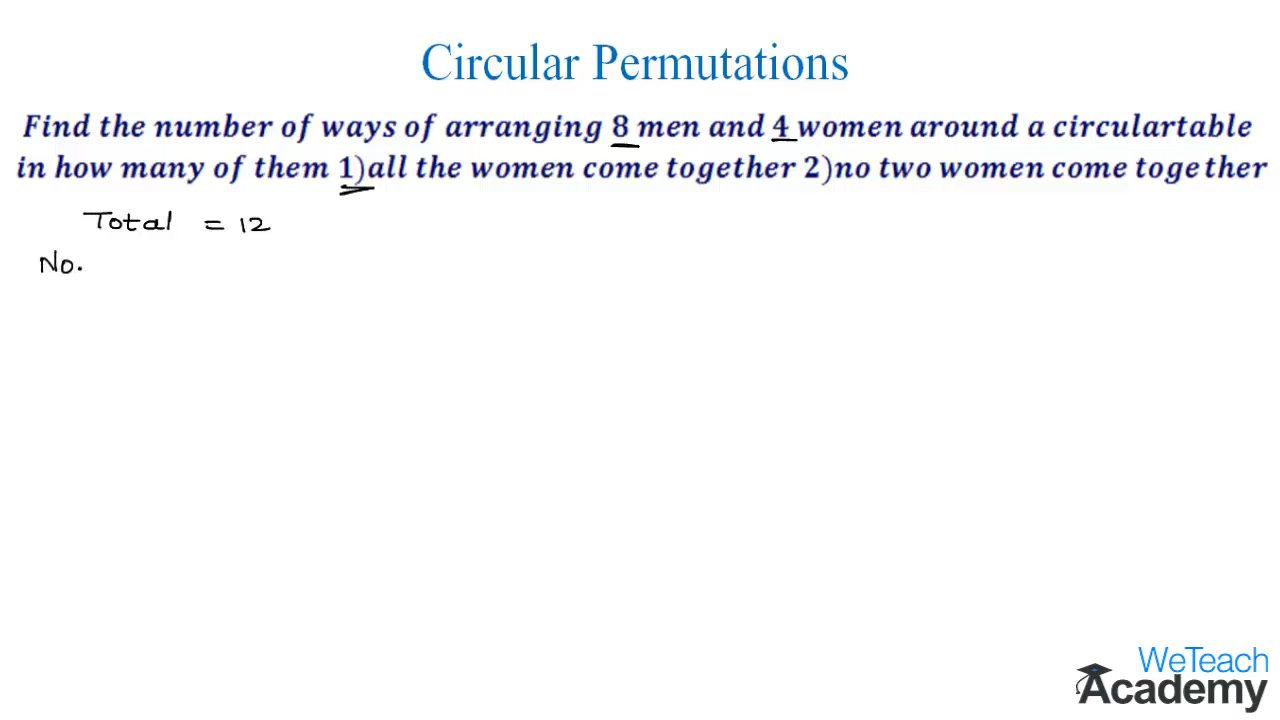 Circular Permutations
Find the number of ways of arranging 8 men and 4 women around a circulartable
in how many of them 1)all the women come together 2)no two women come together
Total = 12
No.
WeTeach
Academy